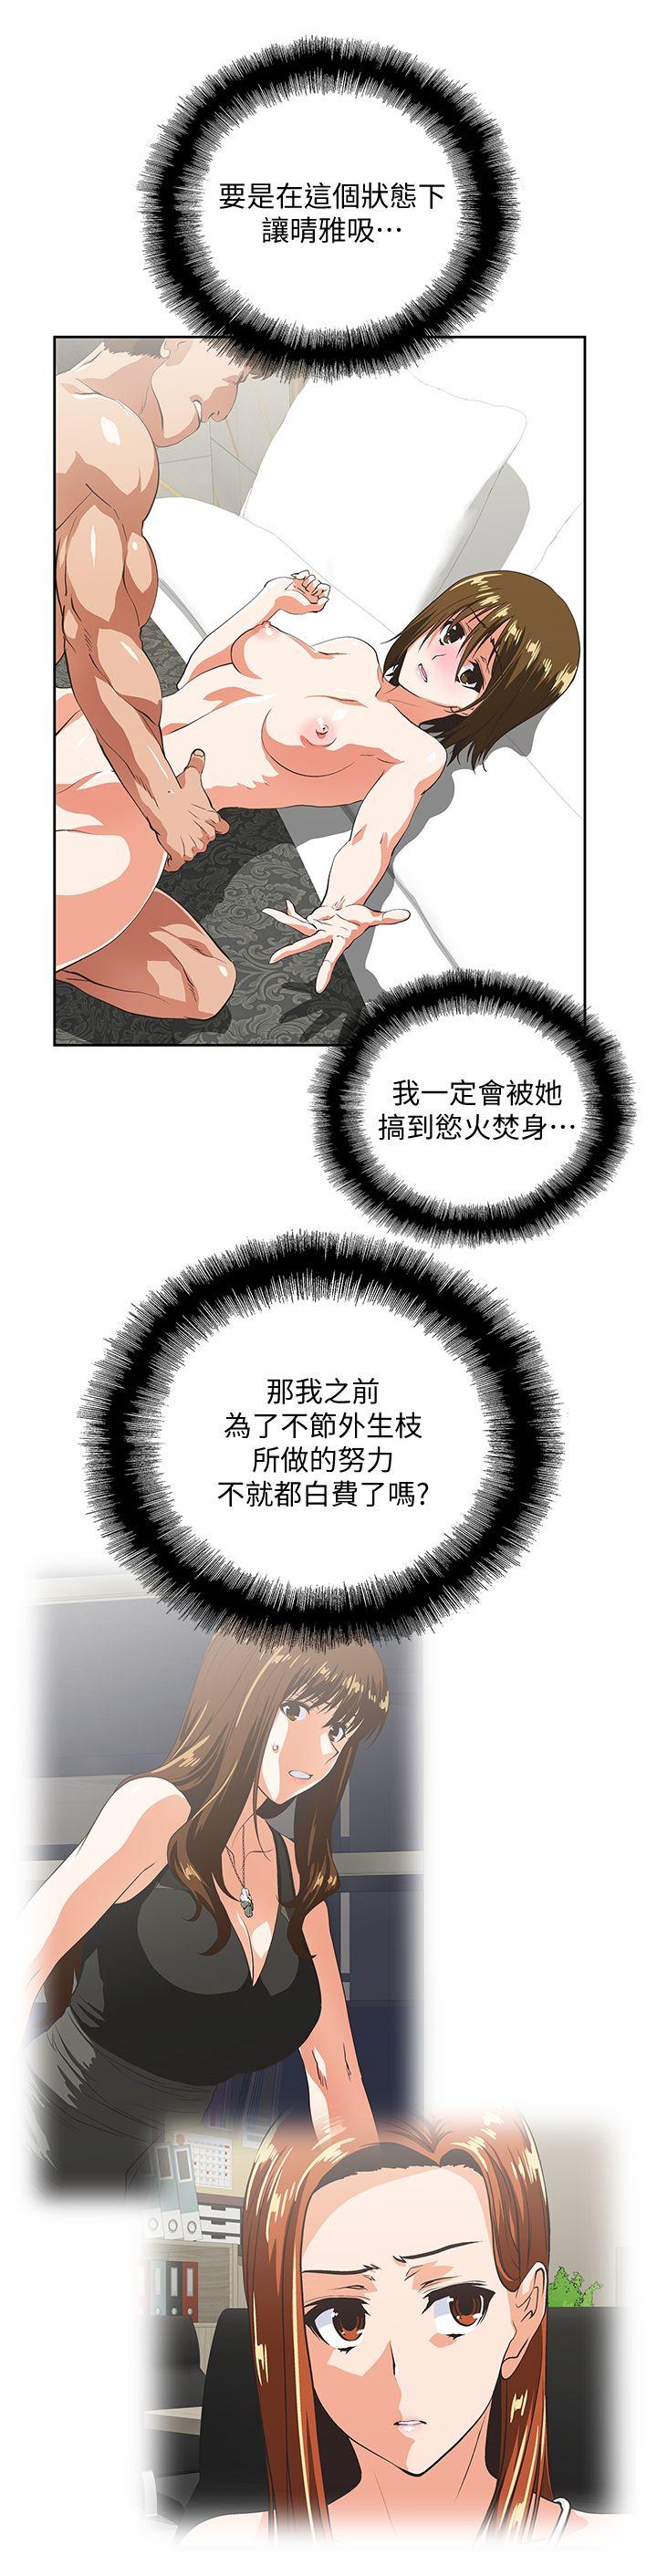 要是在這個狀態下
讓晴雅吸…
我一定會被她
搞到慾火焚身…
那我之前
為了不節外生枝
所做的努力
不就都白費了嗎?